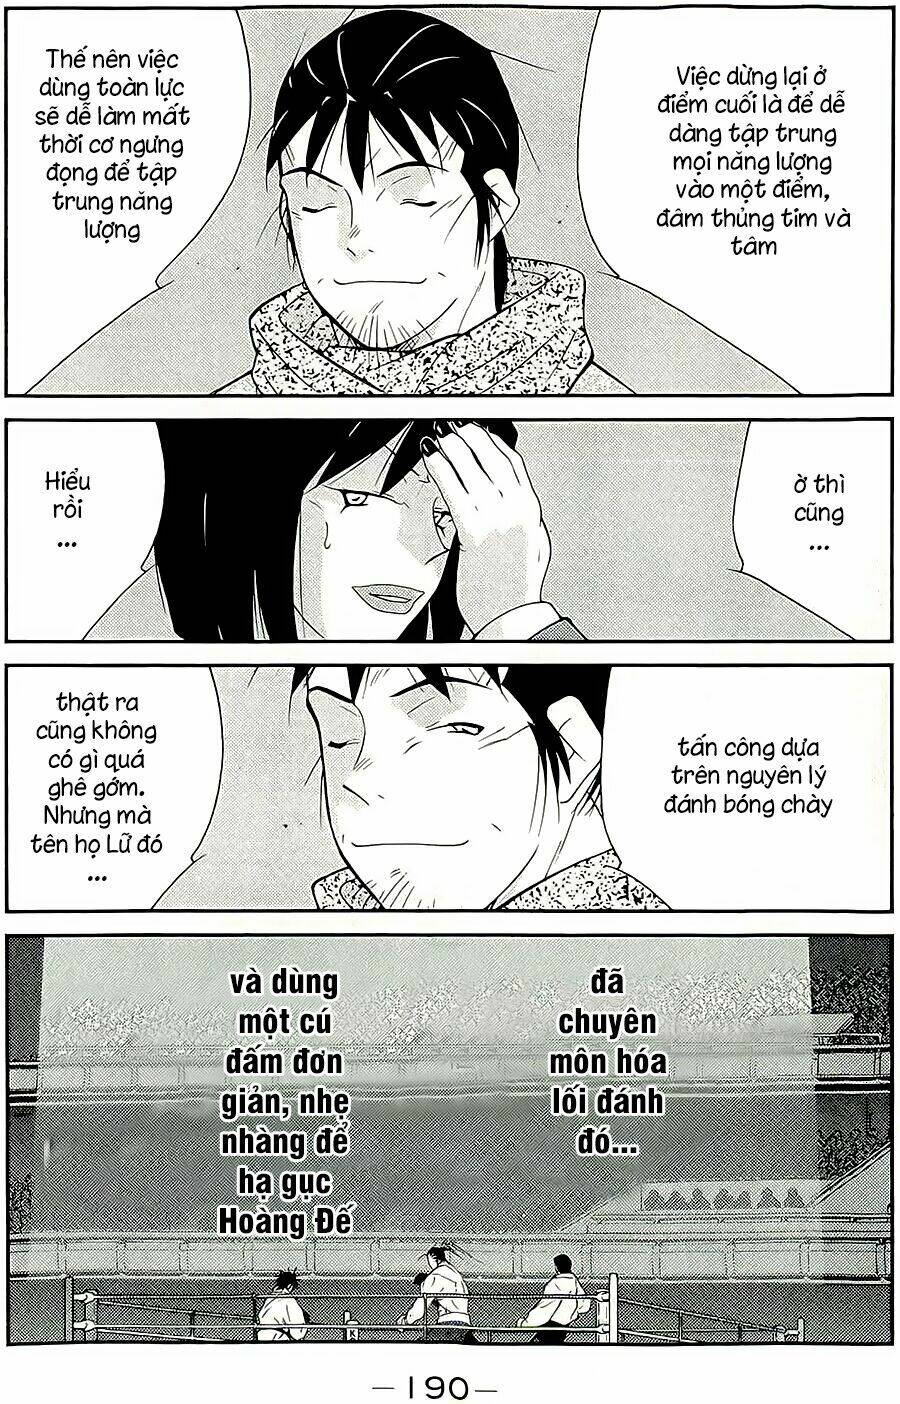 Việc dừng lại ở
điểm cuối là để dễ
dàng tập trung
mọi năng lượng
vào một điểm,
đâm thủng tim và
tâm
Thế nên việc
dùng toàn lực
sẽ dễ làm mất
thời cơ ngưng
đọng để tập
trung năng
lượng
ờ thì
cũng
...
Hiểu
rồi
...
tấn công dựa
trên nguyên lý
đánh bóng chày
thật ra
cũng không
có gì quá
ghê gớm.
Nhưng mà
tên họ Lữ đó
...
đã
chuyên
môn hóa
lối đánh
đó...
và dùng
một cú
đấm đơn
giản, nhẹ
nhàng để
hạ gục
Hoàng Đế
K
—190—